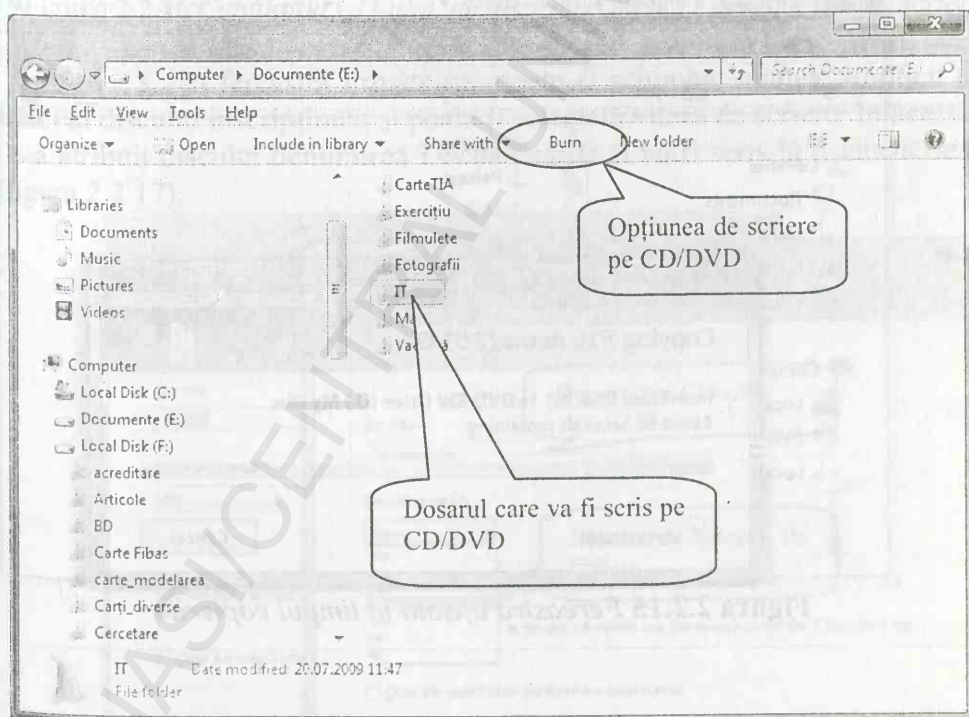 Computer ▸ Documente (E:) ▸
Search Documente (E:)
File Edit View Tools Help
Organize Open Include in library Share with Burn New folder
Libraries
Documents
Music
Pictures
Videos
Computer
Local Disk (C:)
Documente (E:)
Local Disk (F:)
acreditare
Articole
BD
Carte Fibas
carte_modelarea
Carti_diverse
Cercetare
CarteTIA
Exercițiu
Filmulete
Fotografii
IT
Opțiunea de scriere
pe CD/DVD
Dosarul care va fi scris pe
CD/DVD
IT Date modified: 20.07.2009 11:47
File folder
IASI/CENTRAL